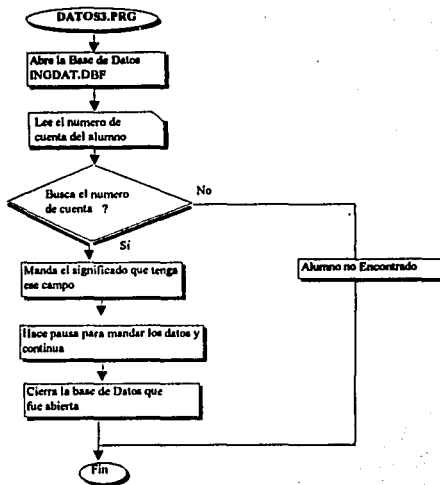 DATOS3.PRG
Abre la Base de Datos
INGDAT.DBF
Lee el numero de
cuenta del alumno
Busca el numero
de cuenta ?
No
Sí
Manda el significado que tenga
ese campo
Alumno no Encontrado
Hace pausa para mandar los datos y
continua
Cierra la base de Datos que
fue abierta
Fin